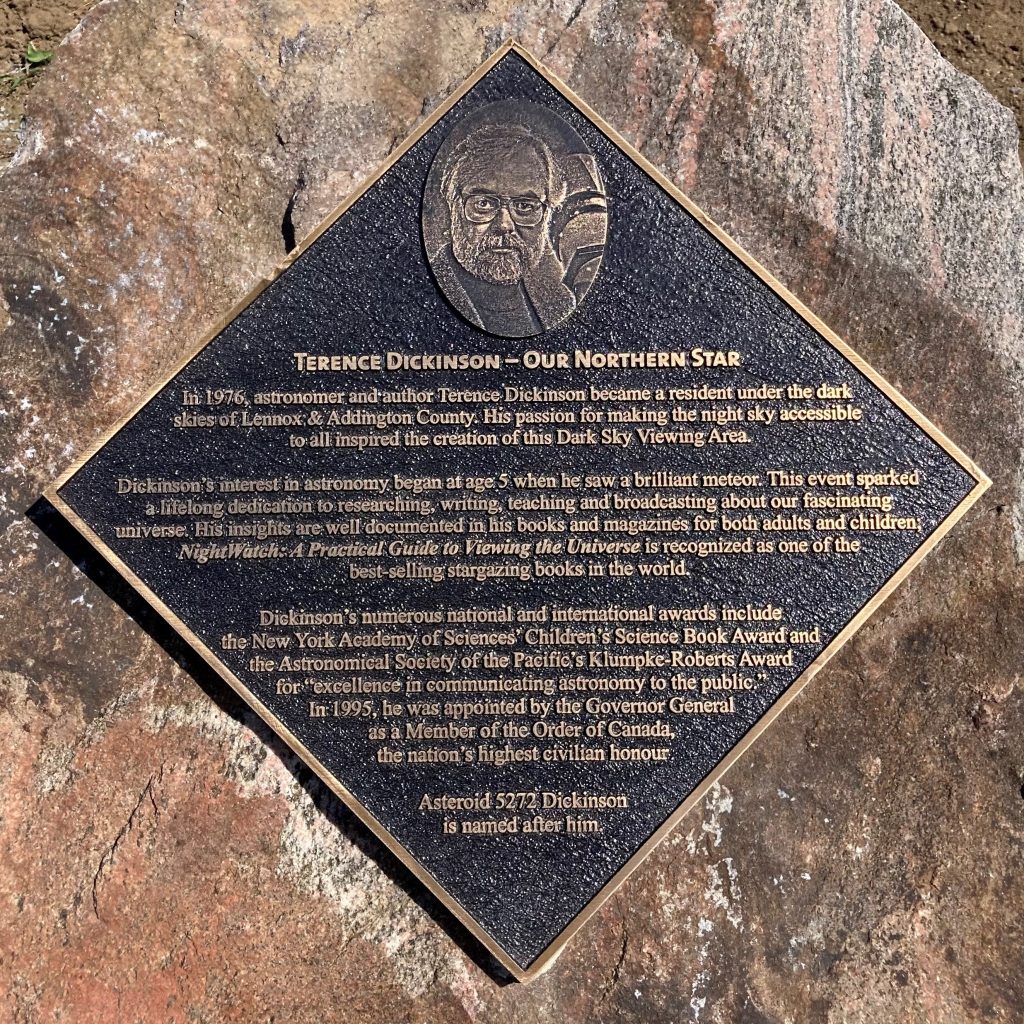 TERENCE DICKINSON – OUR NORTHERN STAR
In 1976, astronomer and author Terence Dickinson became a resident under the dark
skies of Lennox & Addington County. His passion for making the night sky accessible
to all inspired the creation of this Dark Sky Viewing Area.
Dickinson's interest in astronomy began at age 5 when he saw a brilliant meteor. This event sparked
a lifelong dedication to researching, writing, teaching and broadcasting about our fascinating
universe. His insights are well documented in his books and magazines for both adults and children;
NightWatch: A Practical Guide to Viewing the Universe is recognized as one of the
best-selling stargazing books in the world.
Dickinson's numerous national and international awards include
the New York Academy of Sciences' Children's Science Book Award and
the Astronomical Society of the Pacific's Klumpke-Roberts Award
for "excellence in communicating astronomy to the public."
In 1995, he was appointed by the Governor General
as a Member of the Order of Canada,
the nation's highest civilian honour.
Asteroid 5272 Dickinson
is named after him.